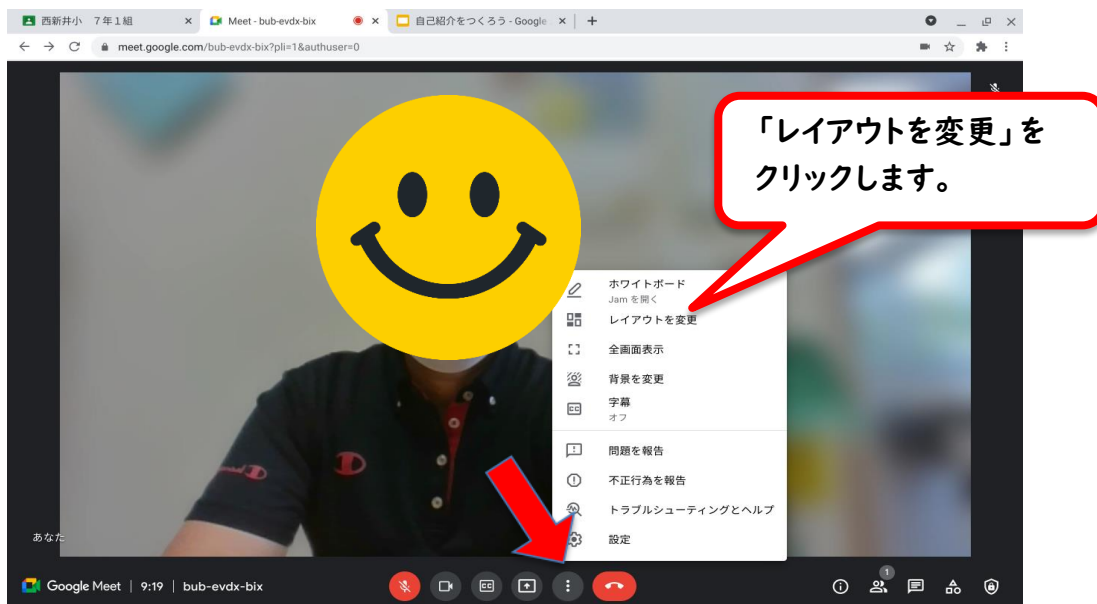 西新井小 7年1組
Meet - bub-evdx-bix
自己紹介をつくろう - Google
meet.google.com/bub-evdx-bix?pli=1&authuser=0
「レイアウトを変更」を
クリックします。
ホワイトボード
Jam を開く
レイアウトを変更
全画面表示
背景を変更
字幕
オフ
問題を報告
不正行為を報告
トラブルシューティングとヘルプ
設定
あなた
Google Meet | 9:19 | bub-evdx-bix
1